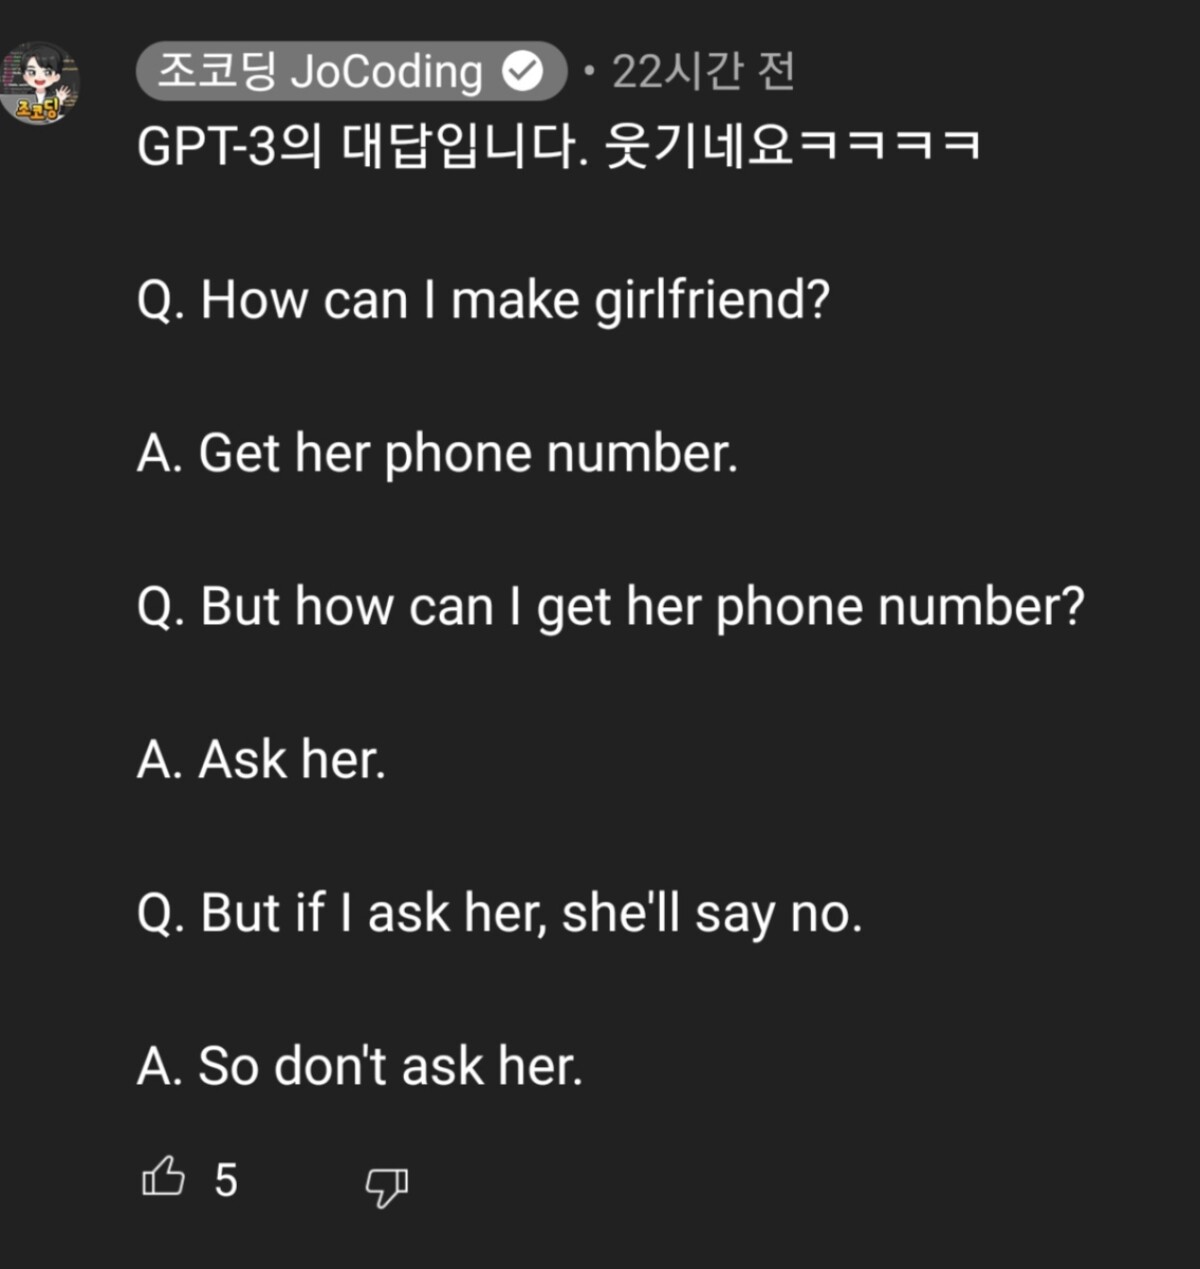 조코딩 JoCoding • 22시간 전
GPT-3의 대답입니다. 웃기네요ㅋㅋㅋㅋ
Q. How can I make girlfriend?
A. Get her phone number.
Q. But how can I get her phone number?
A. Ask her.
Q. But if I ask her, she'll say no.
A. So don't ask her.
5
조코딩